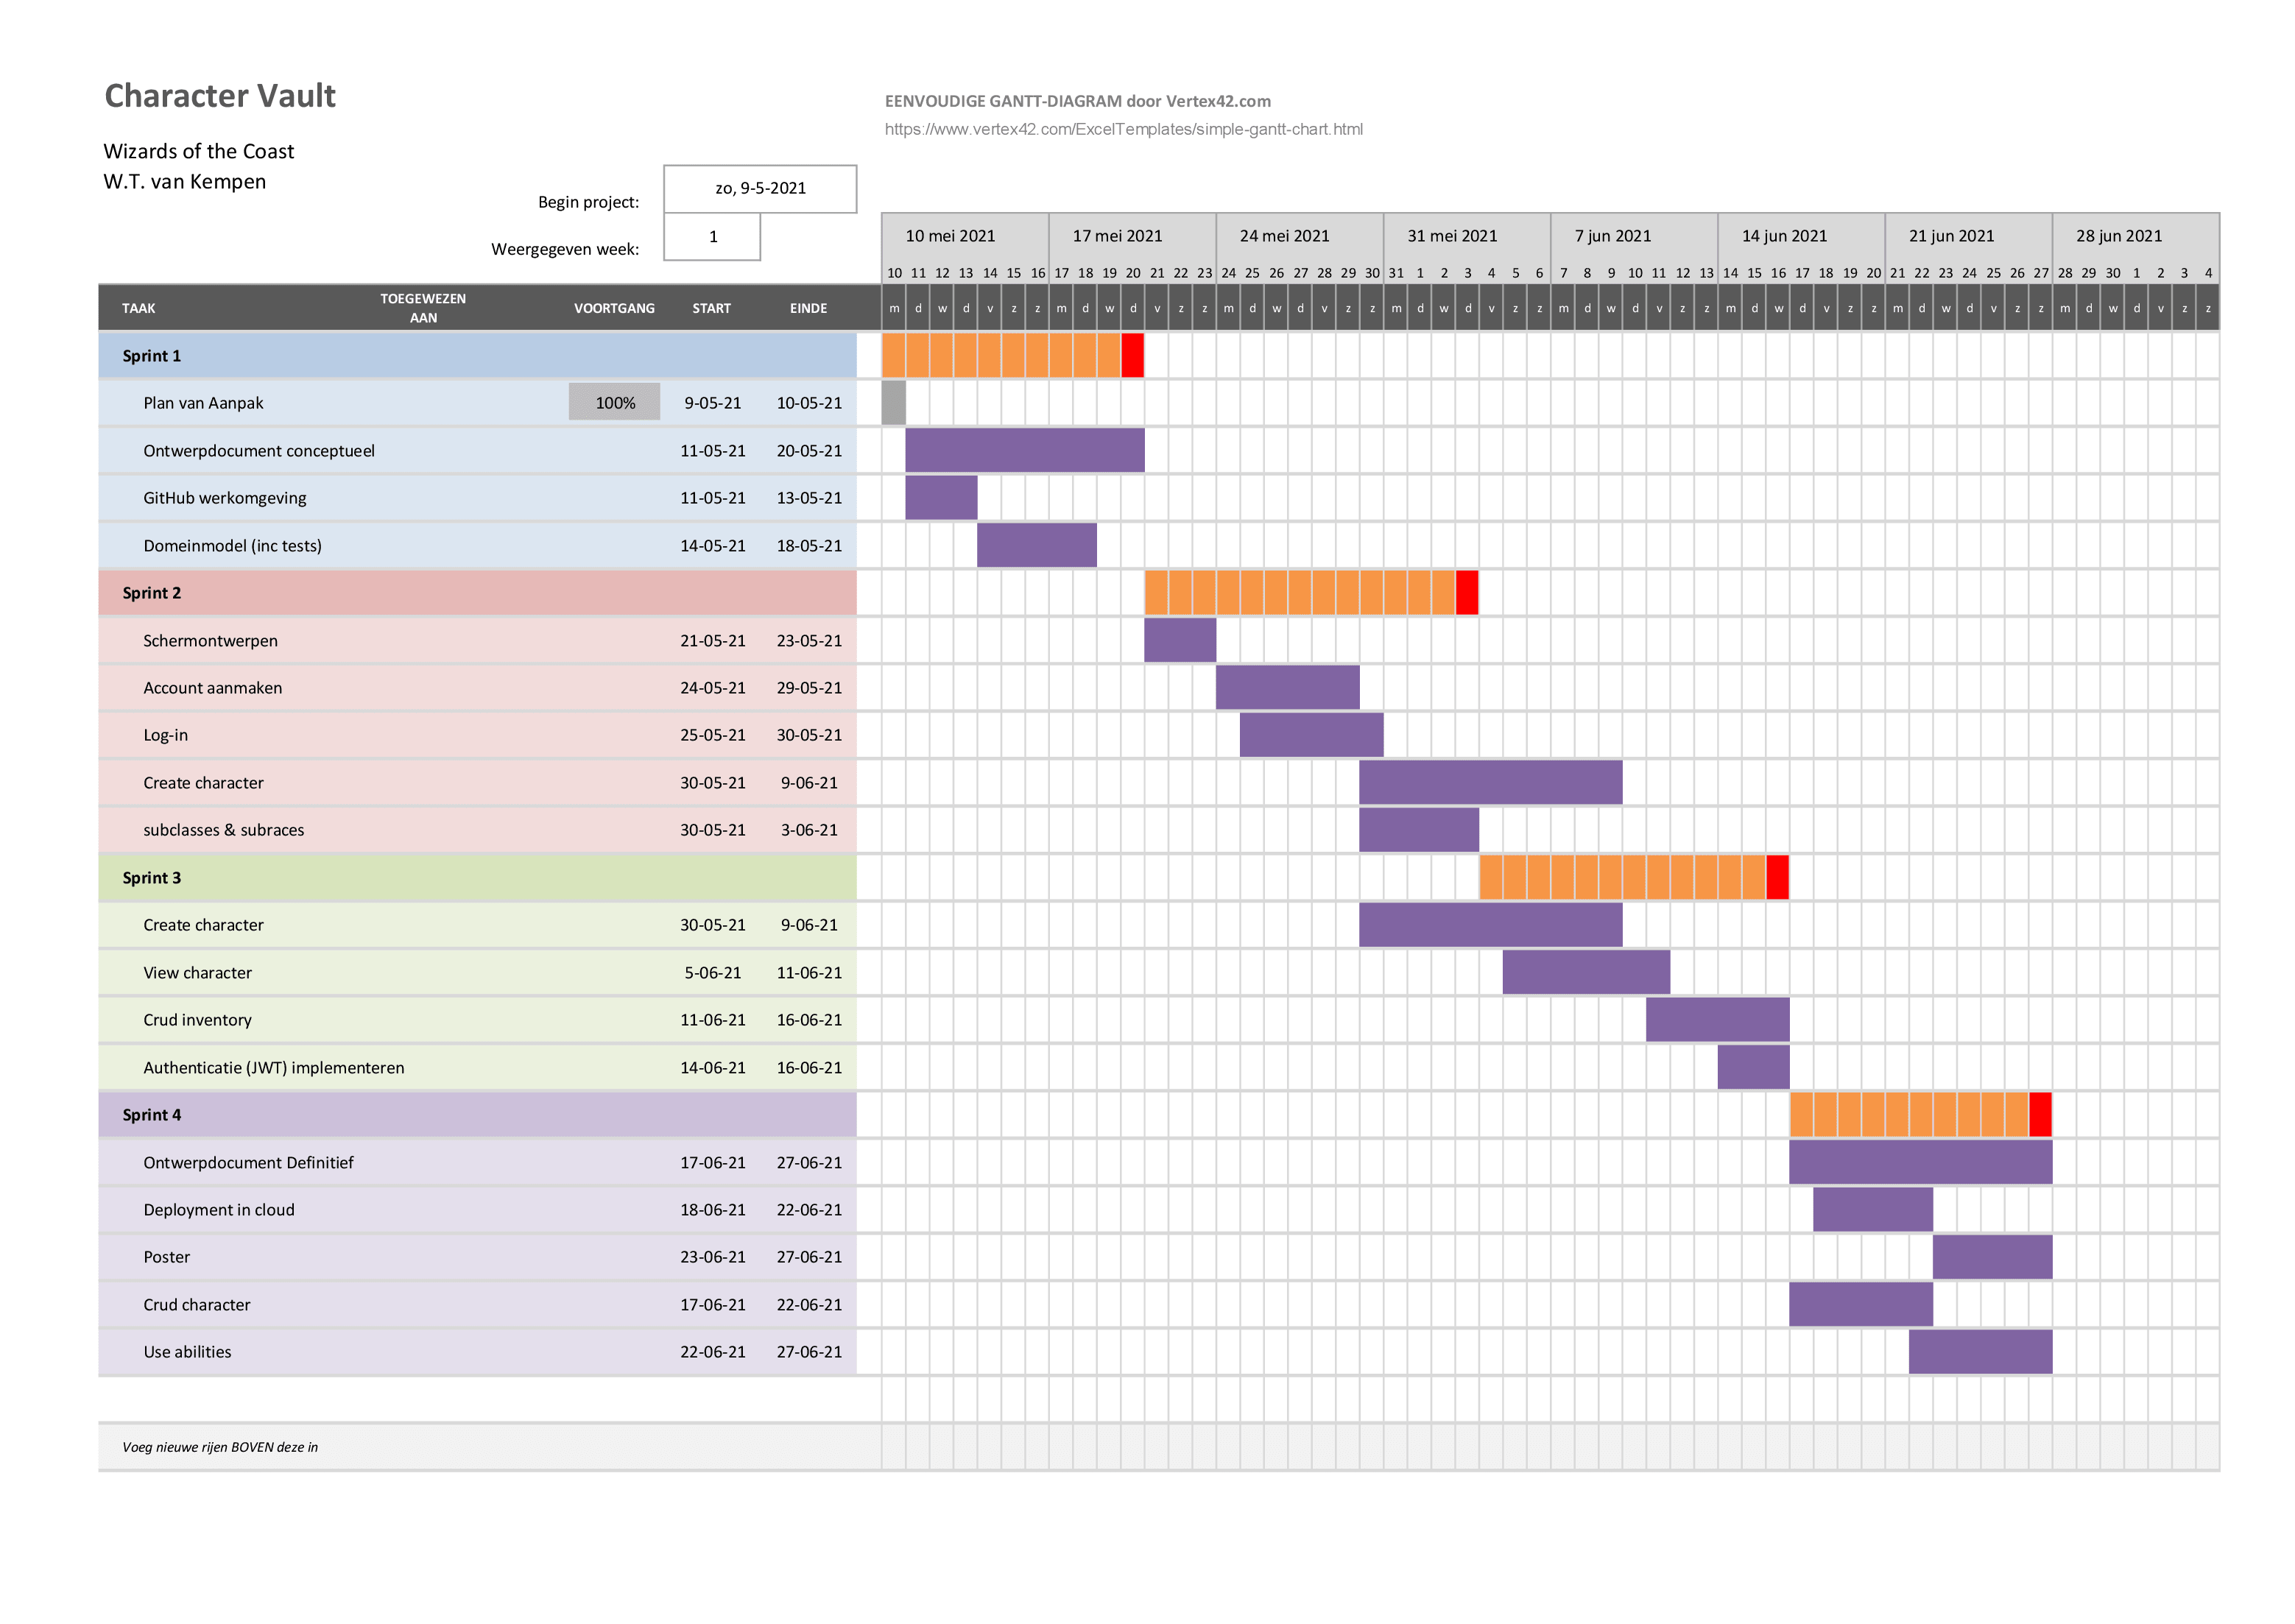 Character Vault
EENVOUDIGE GANTT-DIAGRAM door Vertex42.com
https://www.vertex42.com/ExcelTemplates/simple-gantt-chart.html
Wizards of the Coast
W.T. van Kempen
Begin project: zo, 9-5-2021
Weergegeven week: 1
10 mei 2021 17 mei 2021 24 mei 2021 31 mei 2021 7 jun 2021 14 jun 2021 21 jun 2021 28 jun 2021
10 11 12 13 14 15 16 17 18 19 20 21 22 23 24 25 26 27 28 29 30 31 1 2 3 4 5 6 7 8 9 10 11 12 13 14 15 16 17 18 19 20 21 22 23 24 25 26 27 28 29 30 1 2 3 4
TAAK TOEGEWEZEN AAN VOORTGANG START EINDE m d w d v z z m d w d v z z m d w d v z z m d w d v z z m d w d v z z m d w d v z z m d w d v z z m d w d v z z
Sprint 1
Plan van Aanpak 100% 9-05-21 10-05-21
Ontwerpdocument conceptueel 11-05-21 20-05-21
GitHub werkomgeving 11-05-21 13-05-21
Domeinmodel (inc tests) 14-05-21 18-05-21
Sprint 2
Schermontwerpen 21-05-21 23-05-21
Account aanmaken 24-05-21 29-05-21
Log-in 25-05-21 30-05-21
Create character 30-05-21 9-06-21
subclasses & subraces 30-05-21 3-06-21
Sprint 3
Create character 30-05-21 9-06-21
View character 5-06-21 11-06-21
Crud inventory 11-06-21 16-06-21
Authenticatie (JWT) implementeren 14-06-21 16-06-21
Sprint 4
Ontwerpdocument Definitief 17-06-21 27-06-21
Deployment in cloud 18-06-21 22-06-21
Poster 23-06-21 27-06-21
Crud character 17-06-21 22-06-21
Use abilities 22-06-21 27-06-21
Voeg nieuwe rijen BOVEN deze in